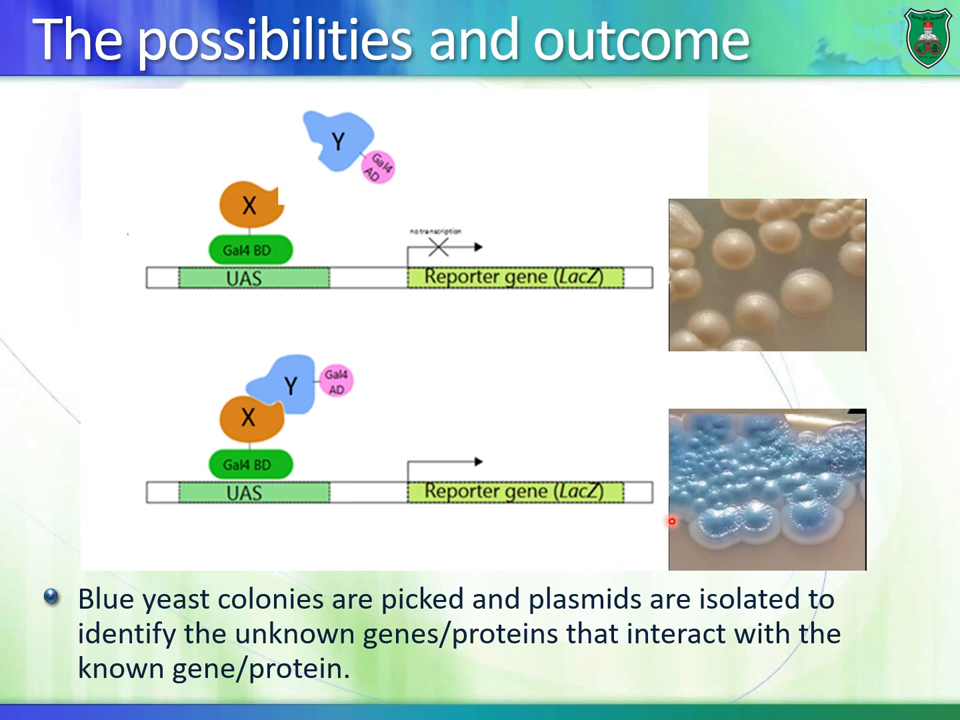 The possibilities and outcome
Y
Gal4
AD
X
Gal4 BD
no transcription
UAS
Reporter gene (LacZ)
Y
Gal4
AD
X
Gal4 BD
UAS
Reporter gene (LacZ)
Blue yeast colonies are picked and plasmids are isolated to
identify the unknown genes/proteins that interact with the
known gene/protein.